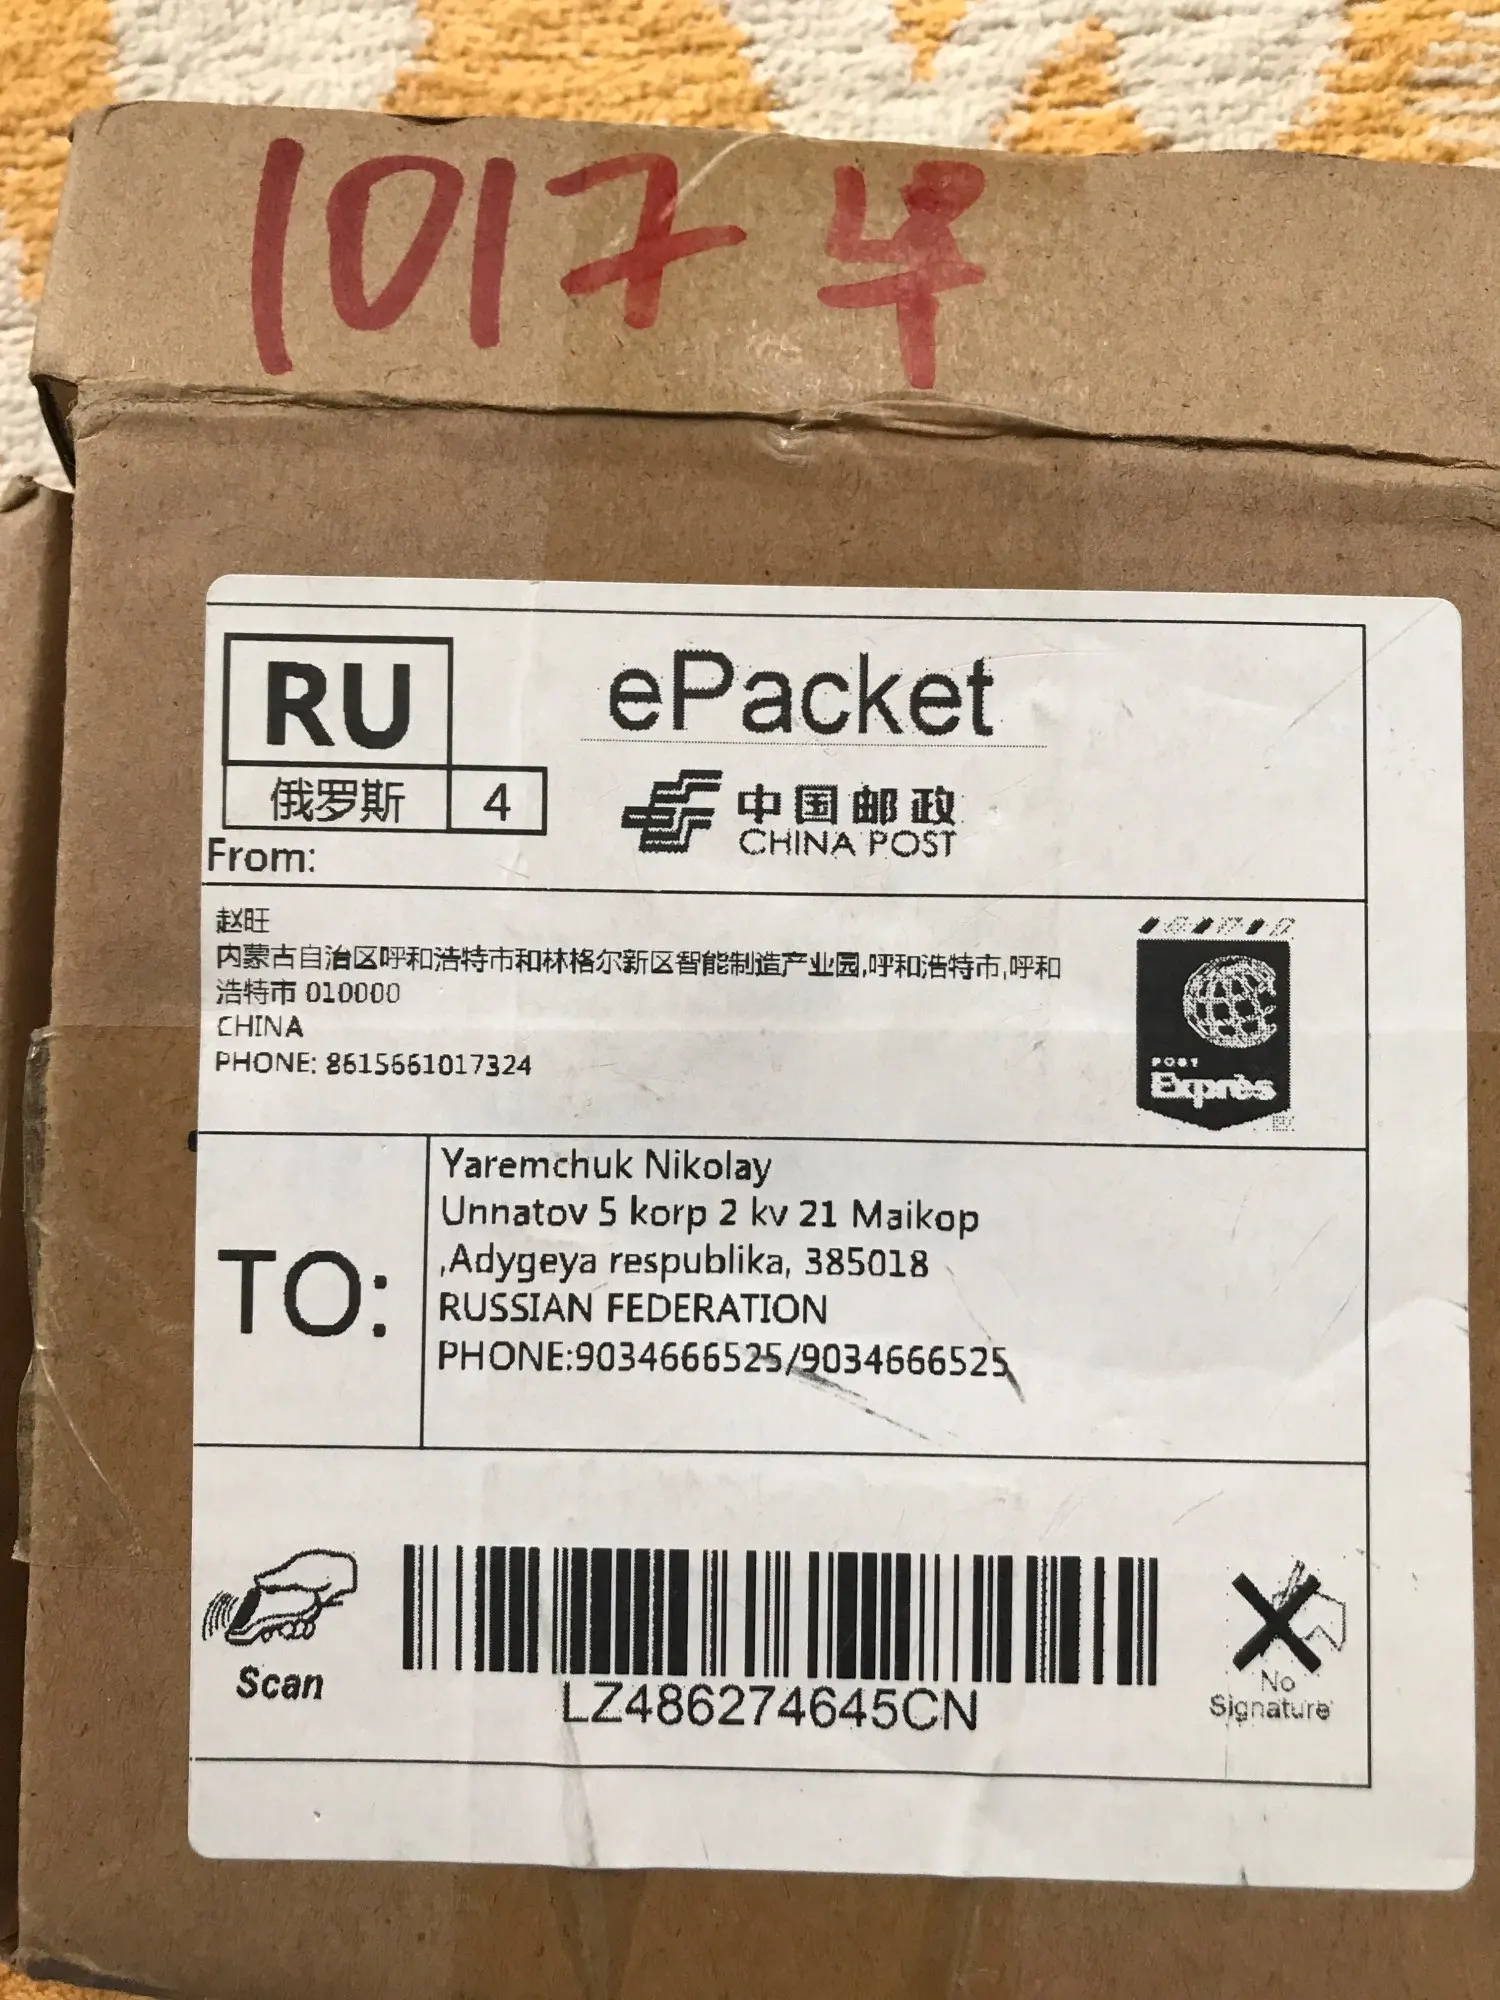 1017
RU
俄罗斯 4
ePacket
中国邮政
CHINA POST
From:
赵旺
内蒙古自治区呼和浩特市和林格尔新区智能制造产业园,呼和浩特市,呼和
浩特市 010000
CHINA
PHONE: 8615661017324
POST
Exprès
TO:
Yaremchuk Nikolay
Unnatov 5 korp 2 kv 21 Maikop
,Adygeya respublika, 385018
RUSSIAN FEDERATION
PHONE:9034666525/9034666525
Scan
LZ486274645CN
No
Signature